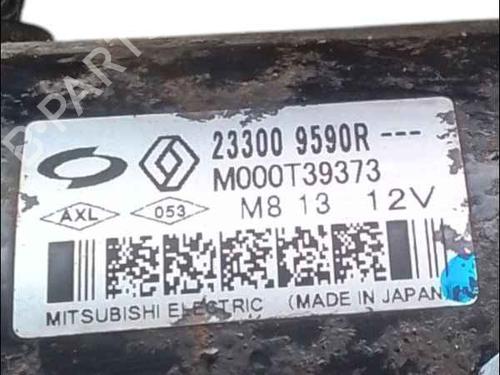 B-PARTS
23300 9590R ---
M000T39373
AXL 053 M8 13 12V
MITSUBISHI ELECTRIC (MADE IN JAPAN)